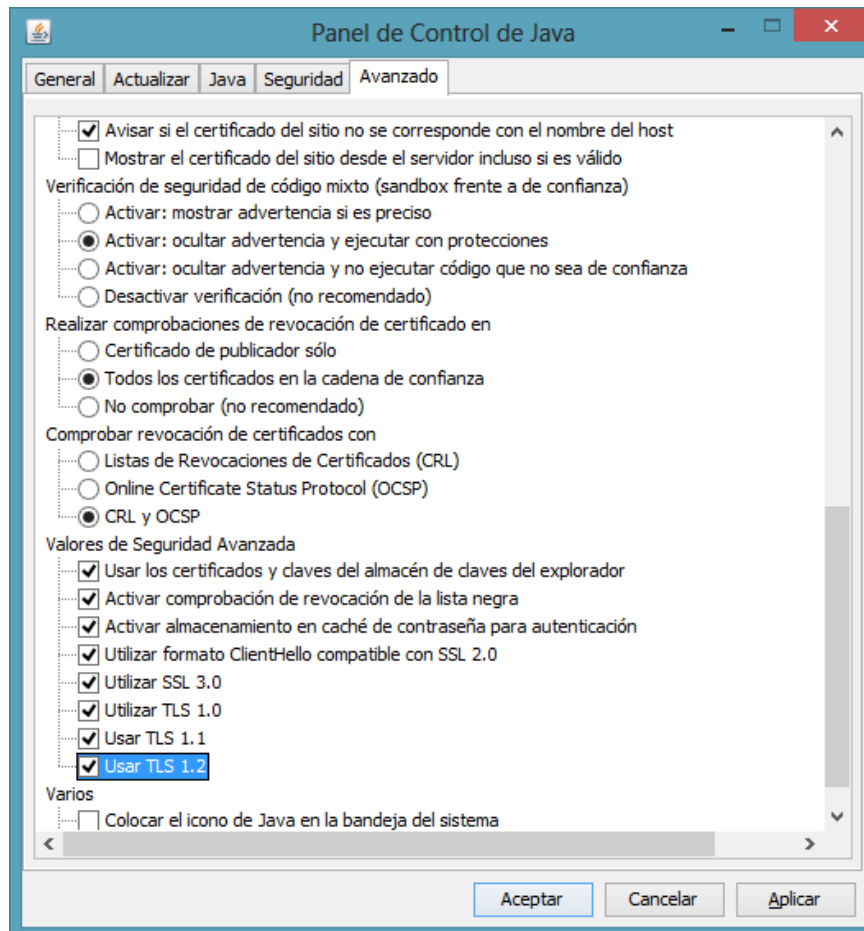 Panel de Control de Java
General Actualizar Java Seguridad Avanzado
Avisar si el certificado del sitio no se corresponde con el nombre del host
Mostrar el certificado del sitio desde el servidor incluso si es válido
Verificación de seguridad de código mixto (sandbox frente a de confianza)
Activar: mostrar advertencia si es preciso
Activar: ocultar advertencia y ejecutar con protecciones
Activar: ocultar advertencia y no ejecutar código que no sea de confianza
Desactivar verificación (no recomendado)
Realizar comprobaciones de revocación de certificado en
Certificado de publicador sólo
Todos los certificados en la cadena de confianza
No comprobar (no recomendado)
Comprobar revocación de certificados con
Listas de Revocaciones de Certificados (CRL)
Online Certificate Status Protocol (OCSP)
CRL y OCSP
Valores de Seguridad Avanzada
Usar los certificados y claves del almacén de claves del explorador
Activar comprobación de revocación de la lista negra
Activar almacenamiento en caché de contraseña para autenticación
Utilizar formato ClientHello compatible con SSL 2.0
Utilizar SSL 3.0
Utilizar TLS 1.0
Usar TLS 1.1
Usar TLS 1.2
Varios
Colocar el icono de Java en la bandeja del sistema
Aceptar Cancelar Aplicar